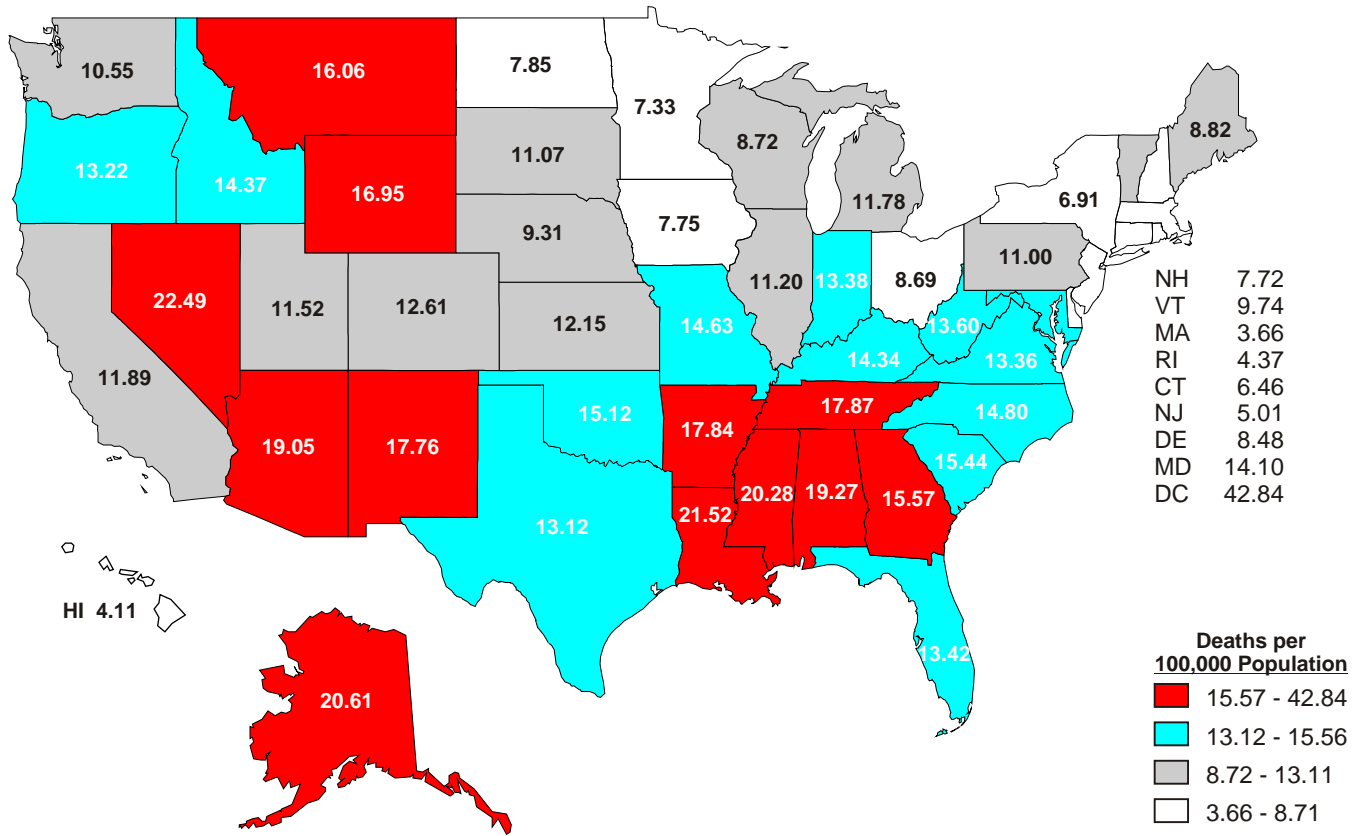 10.55
16.06
7.85
7.33
8.72
8.82
13.22
14.37
16.95
11.07
11.78
6.91
9.31
7.75
11.20
13.38
8.69
11.00
22.49
11.52
12.61
12.15
14.63
13.60
14.34
13.36
11.89
19.05
17.76
15.12
17.84
17.87
14.80
15.44
13.12
21.52
20.28
19.27
15.57
13.42
HI 4.11
20.61
NH 7.72
VT 9.74
MA 3.66
RI 4.37
CT 6.46
NJ 5.01
DE 8.48
MD 14.10
DC 42.84
Deaths per
100,000 Population
15.57 - 42.84
13.12 - 15.56
8.72 - 13.11
3.66 - 8.71